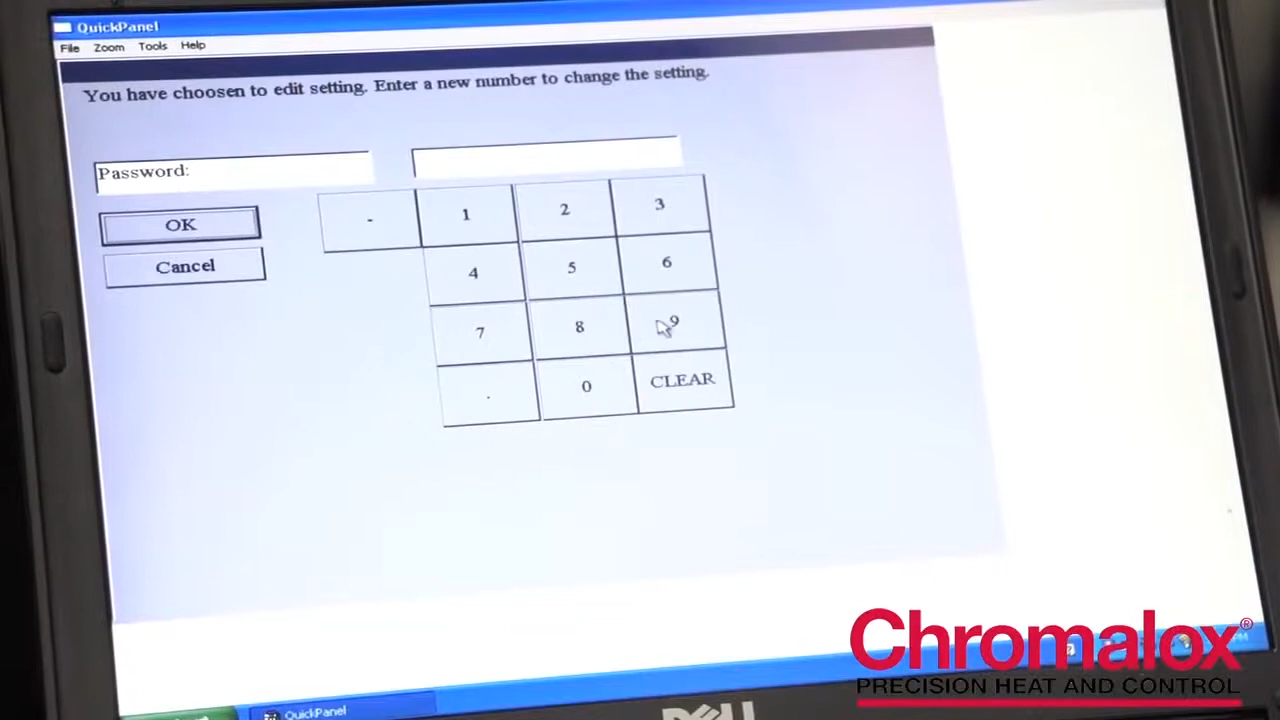 QuickPanel
File Zoom Tools Help
You have choosen to edit setting. Enter a new number to change the setting.
Password:
OK
Cancel
- 1 2 3
4 5 6
7 8 9
. 0 CLEAR
Chromalox®
PRECISION HEAT AND CONTROL
QuickPanel
DELL